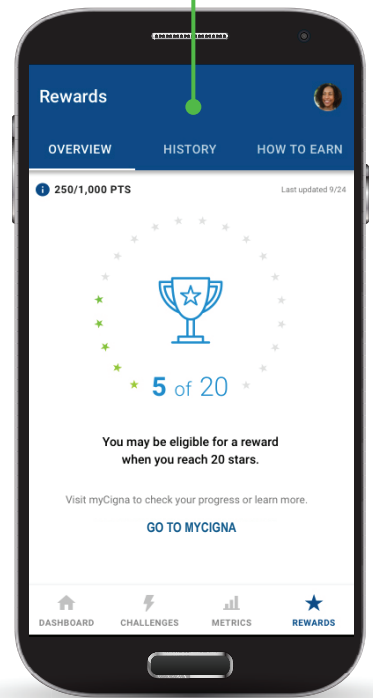 Rewards
OVERVIEW HISTORY HOW TO EARN
250/1,000 PTS Last updated 9/24
5 of 20
You may be eligible for a reward
when you reach 20 stars.
Visit myCigna to check your progress or learn more.
GO TO MYCIGNA
DASHBOARD CHALLENGES METRICS REWARDS